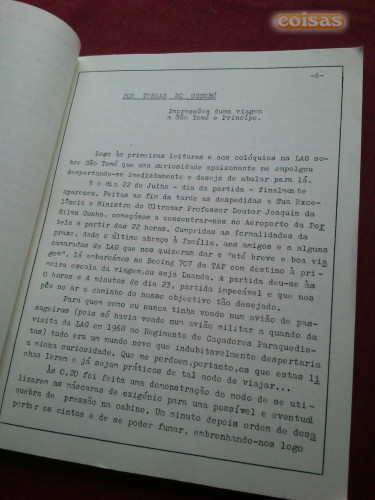 coisas
-6-
POR TERRAS DO OSSOBÓ
Impressões duma viagem
a São Tomé e Príncipe.
Logo às primeiras leituras e nos colóquios na LAG so-
bre São Tomé que uma curiosidade apaixonante me empolgou
despertando-me imediatamente o desejo de abalar para lá.
E o dia 22 de Julho - dia da partida - finalmente
apareceu. Feitas ao fim da tarde as despedidas a Sua Exce-
lência o Ministro do Ultramar Professor Doutor Joaquim da
Silva Cunha, começámos a concentrar-nos no Aeroporto da Por
tela a partir das 22 horas. Cumpridas as formalidades da
praxe, dado o último abraço à família, aos amigos e a alguns
camaradas da LAG que nos quizeram dar o "até breve e boa via
gem", lá embarcámos no Boeing 707 da TAP com destino à pri-
meira escala da viagem, ou seja Luanda. A partida deu-se às
0 horas e 4 minutos do dia 23, partida impecável e que nos
pôs no ar a caminho do nosso objectivo tão desejado.
Para quem como eu nunca tinha voado num avião de pas-
sageiros (pois só havia voado num avião militar a quando da
visita da LAG em 1968 ao Regimento de Caçadores Paraquedis-
tas) tudo era um mundo novo que indubitavelmente despertaria
a minha curiosidade. Que me perdoem, portanto, os que estas li
nhas lerem e já sejam práticos de tal modo de viajar...
Às 0.20 foi feita uma demonstração do modo de se uti-
lizarem as máscaras de oxigénio para uma possível e eventual
quebra de pressão na cabine. Um minuto depois ordem de desa
pertar os cintos e de se poder fumar, embrenhando-nos logo